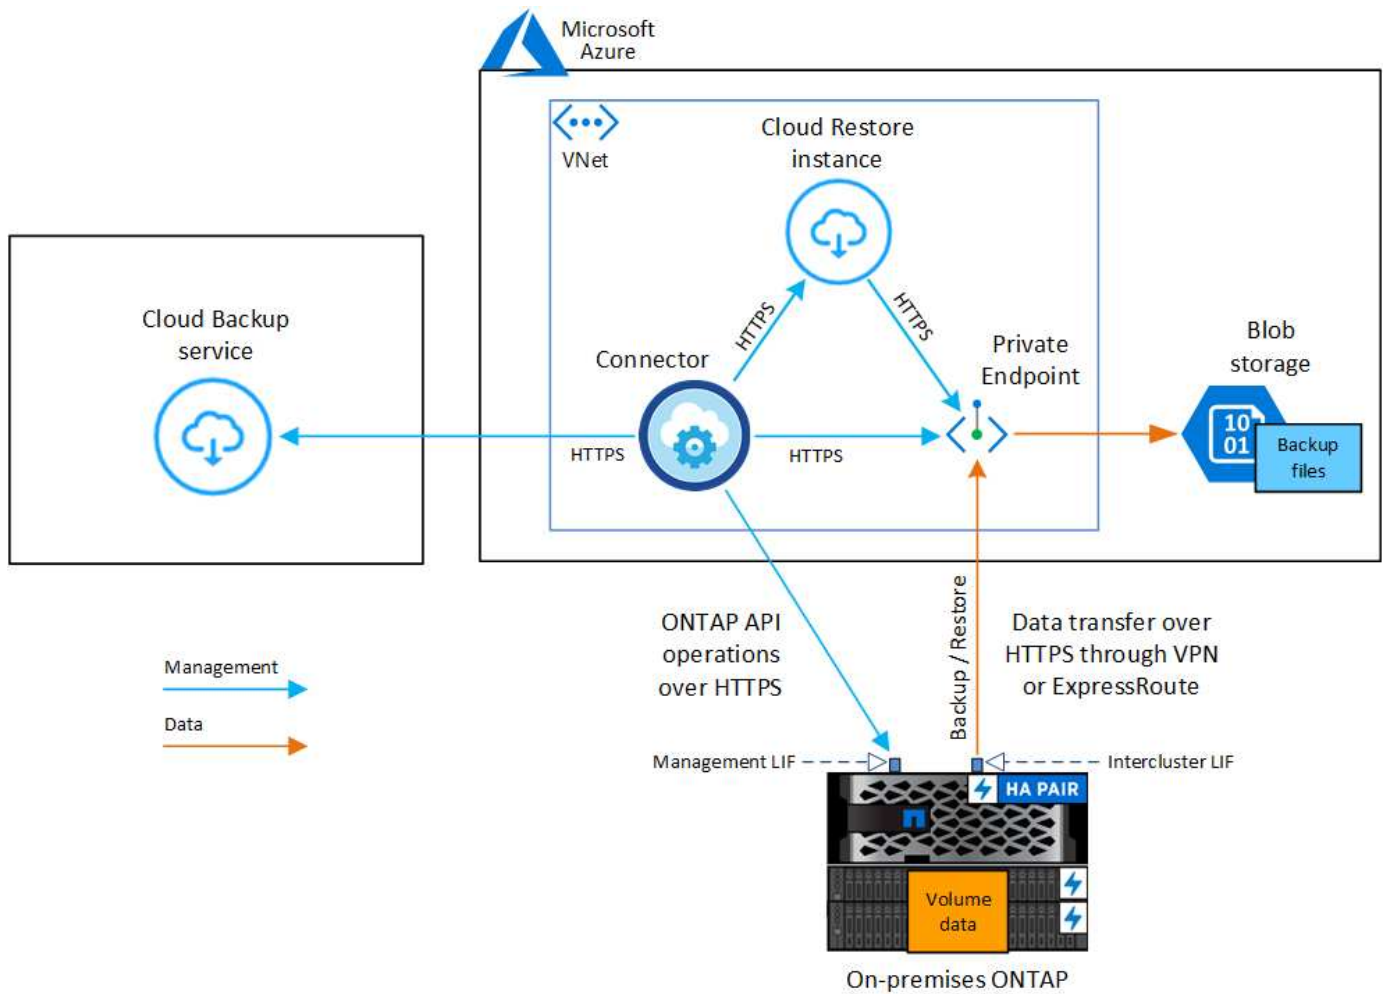 Microsoft
Azure
VNet
Cloud Restore
instance
Cloud Backup
service
Connector
HTTPS
HTTPS
Private
Endpoint
Blob
storage
10
01
Backup
files
HTTPS
HTTPS
ONTAP API
operations
over HTTPS
Backup / Restore
Data transfer over
HTTPS through VPN
or ExpressRoute
Management
Data
Management LIF
Intercluster LIF
HA PAIR
Volume
data
On-premises ONTAP